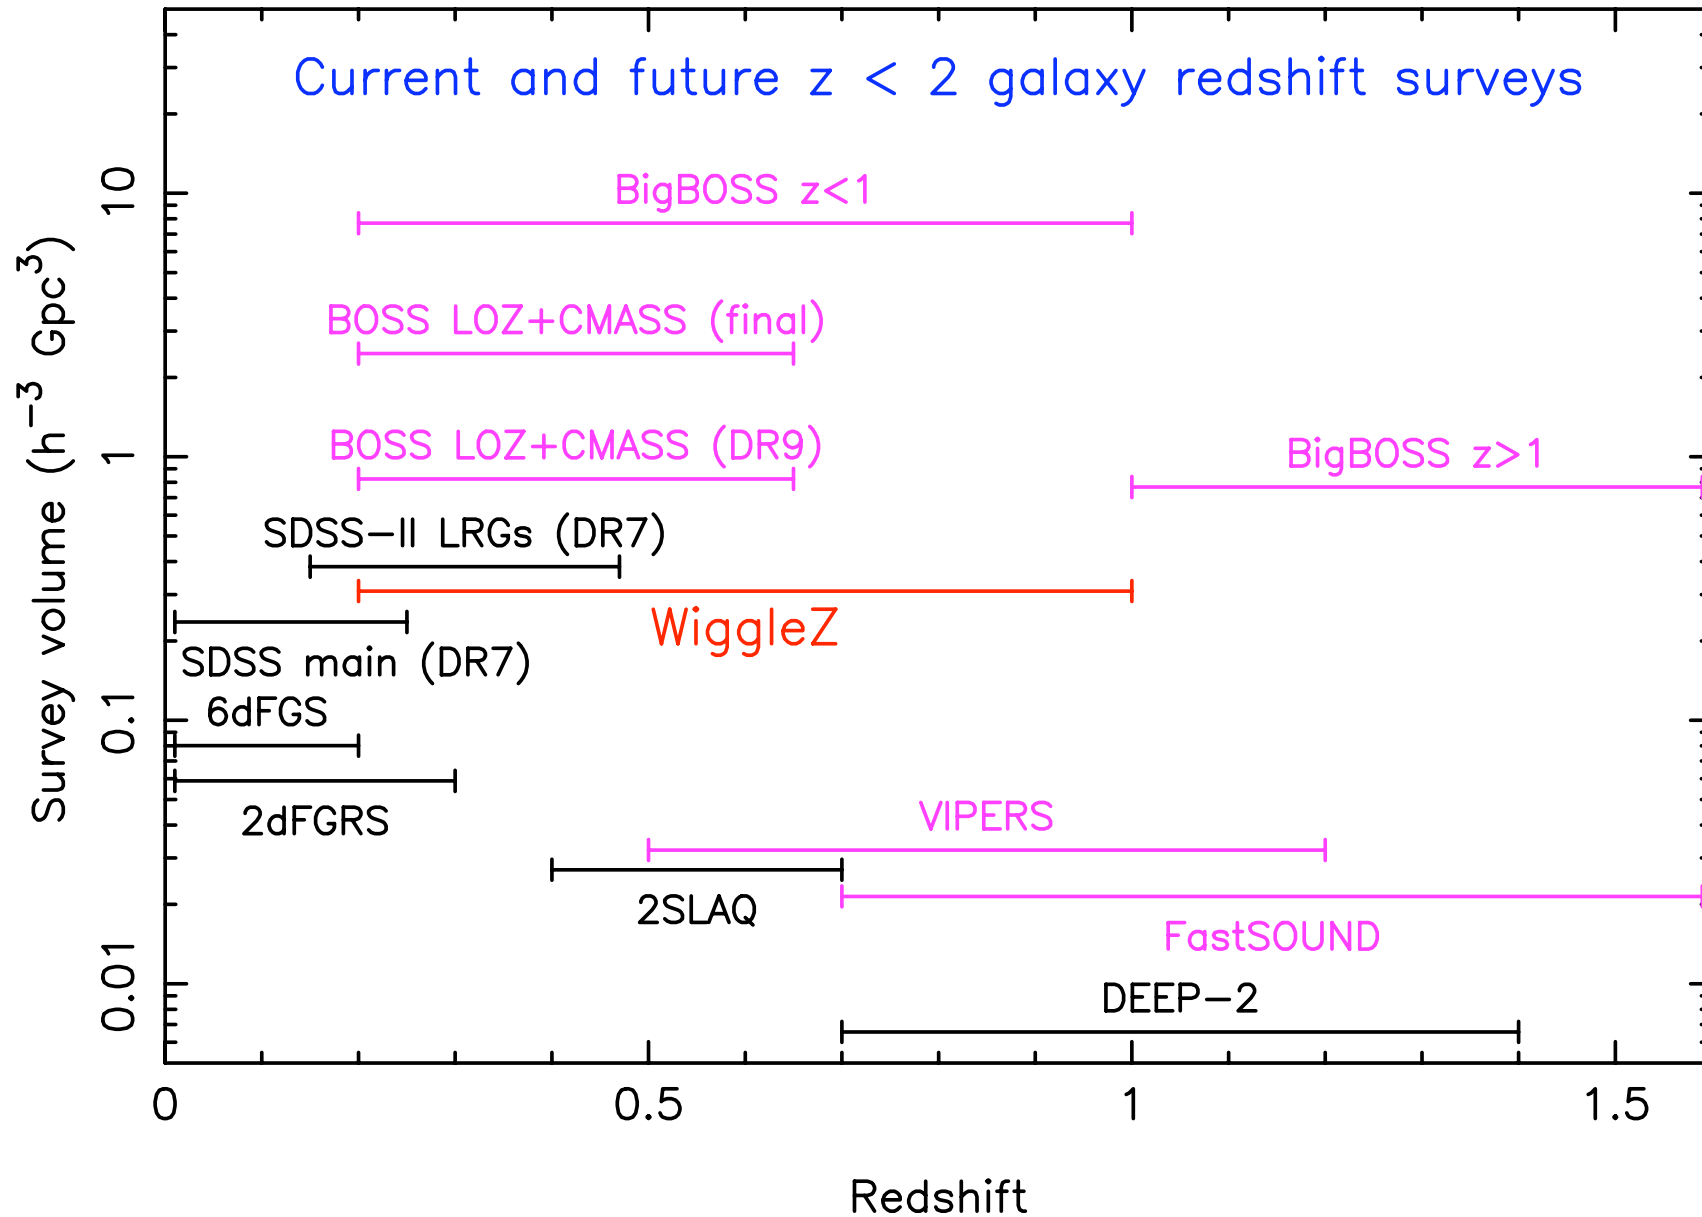 Current and future z < 2 galaxy redshift surveys
BigBOSS z<1
BOSS LOZ+CMASS (final)
BOSS LOZ+CMASS (DR9)
BigBOSS z>1
SDSS-II LRGs (DR7)
WiggleZ
SDSS main (DR7)
6dFGS
2dFGRS
VIPERS
2SLAQ
FastSOUND
DEEP-2
10
1
0.1
0.01
Survey volume (h⁻³ Gpc³)
0 0.5 1 1.5
Redshift